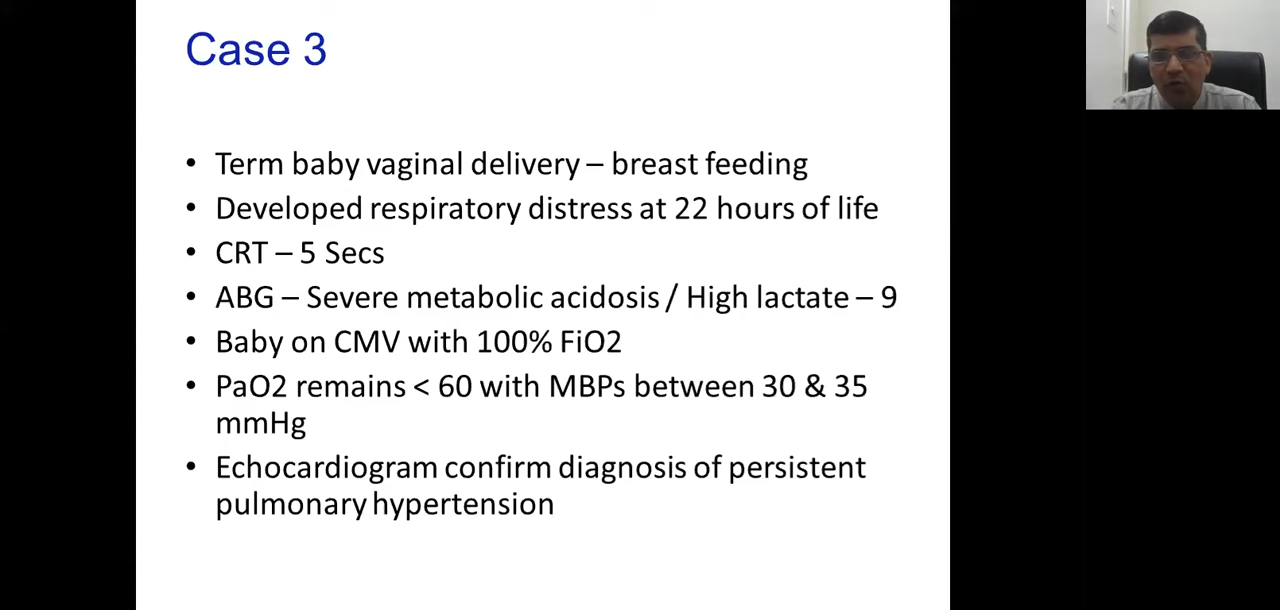 Case 3
• Term baby vaginal delivery – breast feeding
• Developed respiratory distress at 22 hours of life
• CRT – 5 Secs
• ABG – Severe metabolic acidosis / High lactate – 9
• Baby on CMV with 100% FiO2
• PaO2 remains < 60 with MBPs between 30 & 35
mmHg
• Echocardiogram confirm diagnosis of persistent
pulmonary hypertension